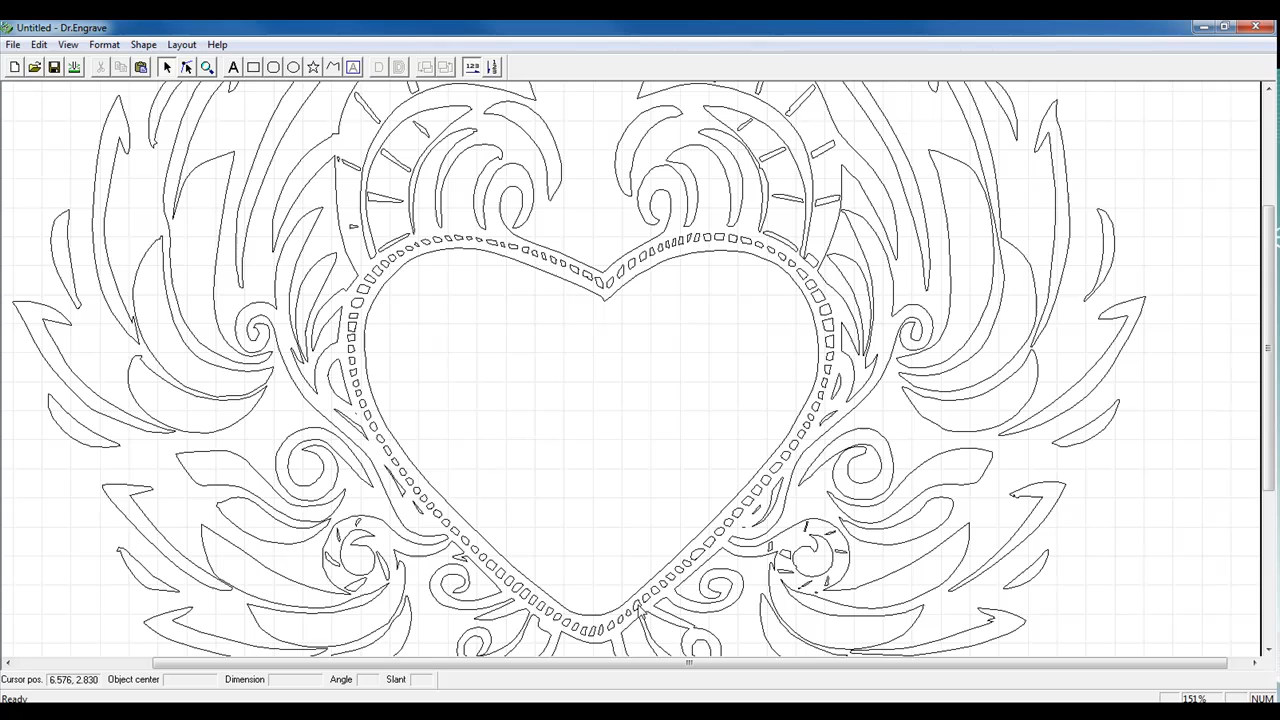 Untitled - Dr.Engrave
File Edit View Format Shape Layout Help
A A 123
Cursor pos. 6.576, 2.830 Object center Dimension Angle Slant
Ready 151% NUM